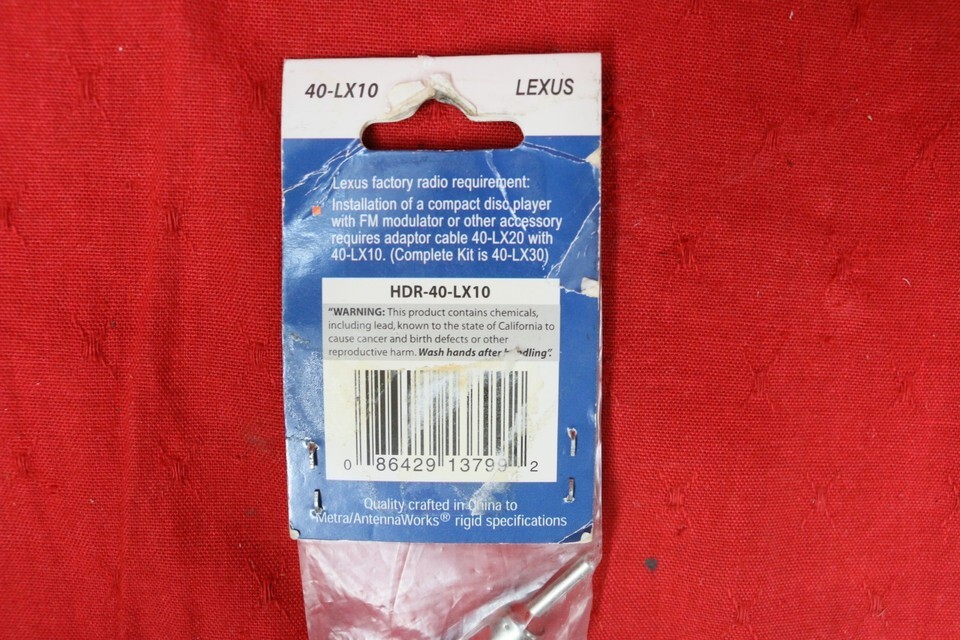 40-LX10 LEXUS
Lexus factory radio requirement:
Installation of a compact disc player
with FM modulator or other accessory
requires adaptor cable 40-LX20 with
40-LX10. (Complete Kit is 40-LX30)
HDR-40-LX10
"WARNING: This product contains chemicals,
including lead, known to the state of California to
cause cancer and birth defects or other
reproductive harm. Wash hands after handling".
0 86429 13799 2
Quality crafted in China to
Metra/AntennaWorks® rigid specifications